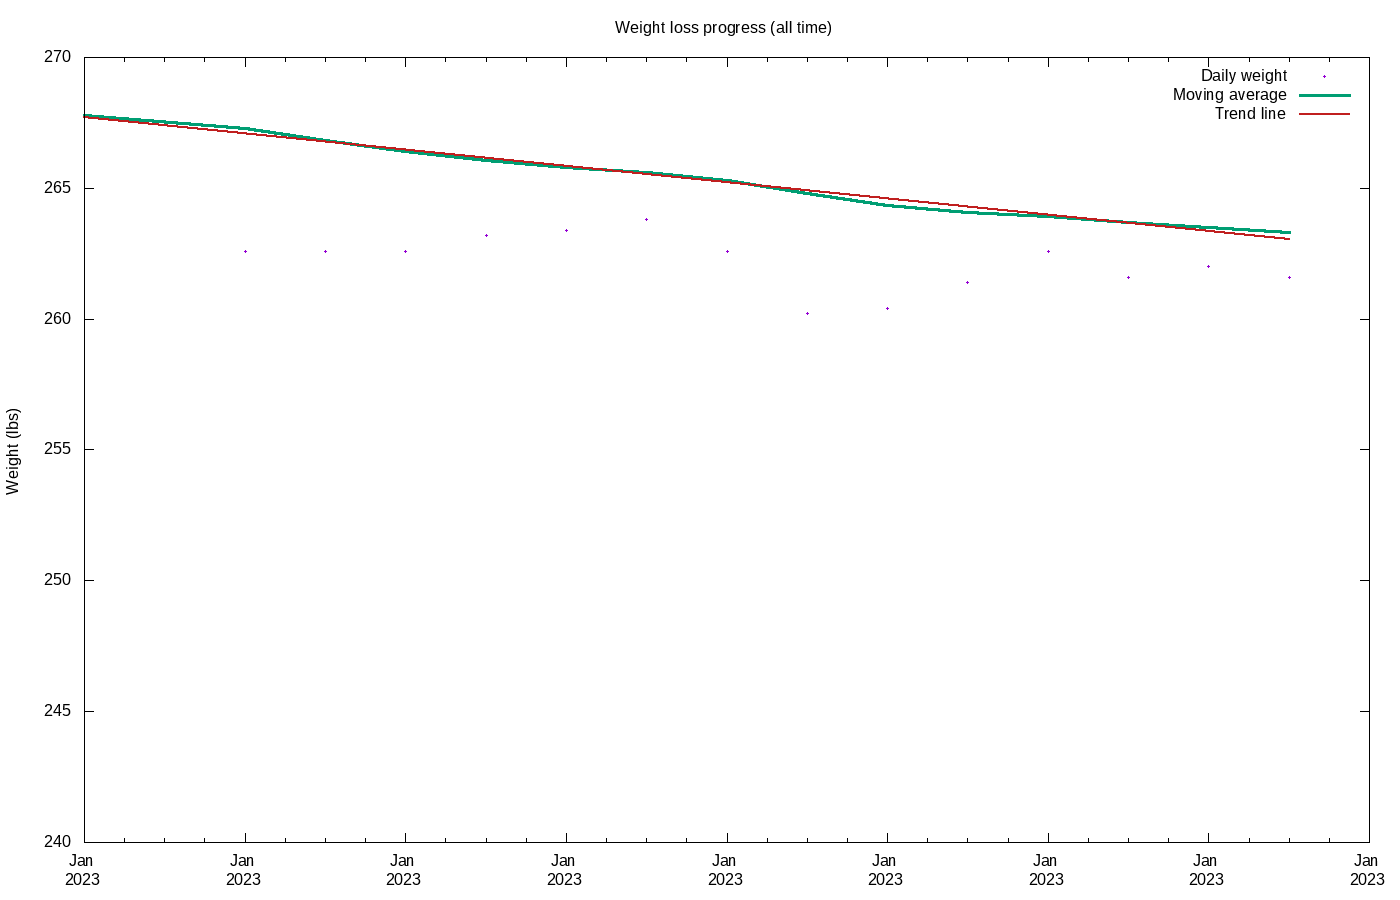 Weight loss progress (all time)
270
265
260
255
250
245
240
Weight (lbs)
Daily weight
Moving average
Trend line
Jan Jan Jan Jan Jan Jan Jan Jan Jan
2023 2023 2023 2023 2023 2023 2023 2023 2023